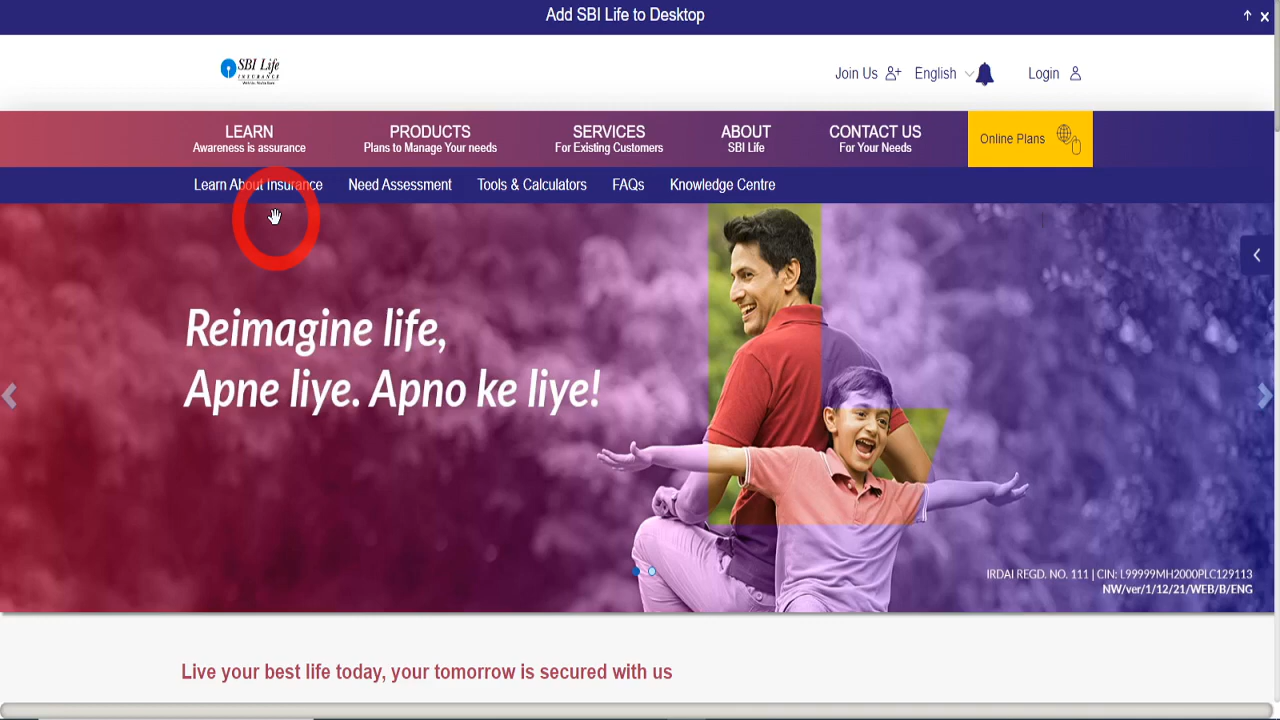 Add SBI Life to Desktop
SBI Life
INSURANCE
Join Us
English
Login
LEARN
Awareness is assurance
PRODUCTS
Plans to Manage Your needs
SERVICES
For Existing Customers
ABOUT
SBI Life
CONTACT US
For Your Needs
Online Plans
Learn About Insurance
Need Assessment
Tools & Calculators
FAQs
Knowledge Centre
Reimagine life,
Apne liye. Apno ke liye!
IRDAI REGD. NO. 111 | CIN: L99999MH2000PLC129113
NW/ver/1/12/21/WEB/B/ENG
Live your best life today, your tomorrow is secured with us